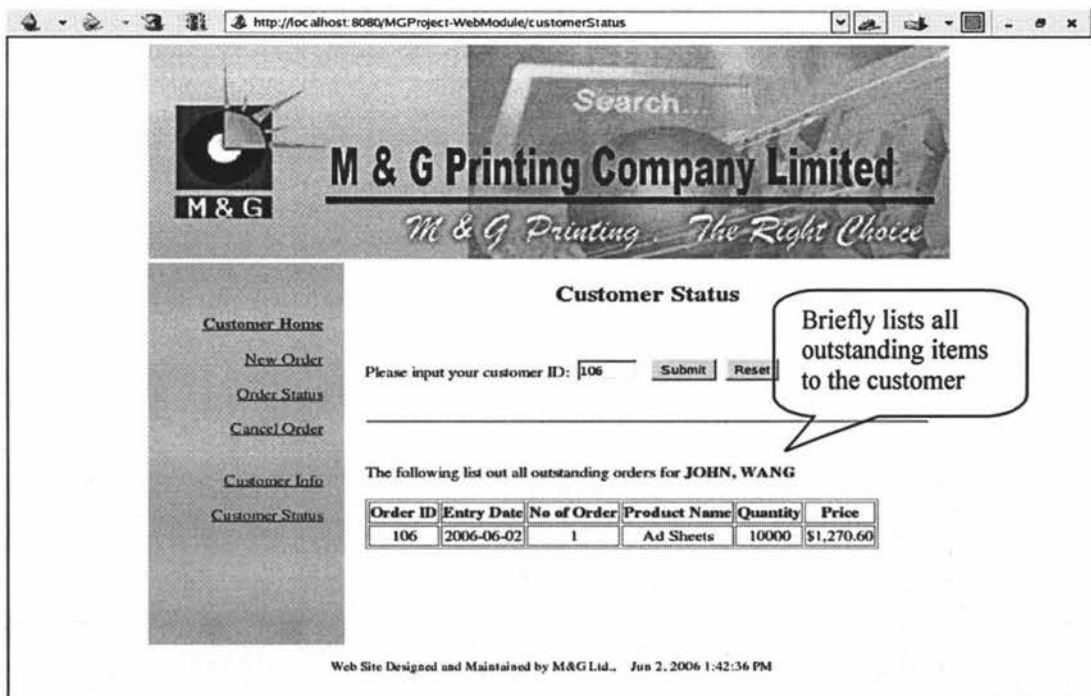 http://localhost:8080/MGProject-WebModule/customerStatus
Search...
M & G Printing Company Limited
M & G
M & G Printing . The Right Choice
Customer Status
Briefly lists all
outstanding items
to the customer
Customer Home
New Order
Order Status
Cancel Order
Customer Info
Customer Status
Please input your customer ID: 106 Submit Reset
The following list out all outstanding orders for JOHN, WANG
Order ID Entry Date No of Order Product Name Quantity Price
106 2006-06-02 1 Ad Sheets 10000 $1,270.60
Web Site Designed and Maintained by M&G Ltd., Jun 2, 2006 1:42:36 PM